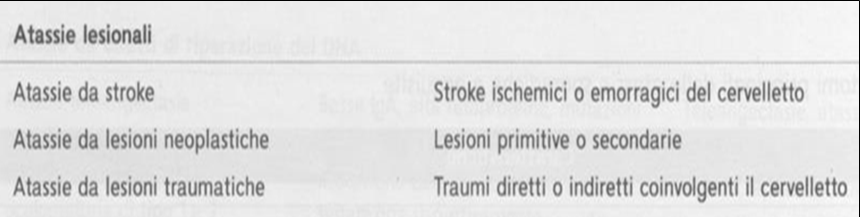 Atassie lesionali
Atassie da stroke Stroke ischemici o emorragici del cervelletto
Atassie da lesioni neoplastiche Lesioni primitive o secondarie
Atassie da lesioni traumatiche Traumi diretti o indiretti coinvolgenti il cervelletto